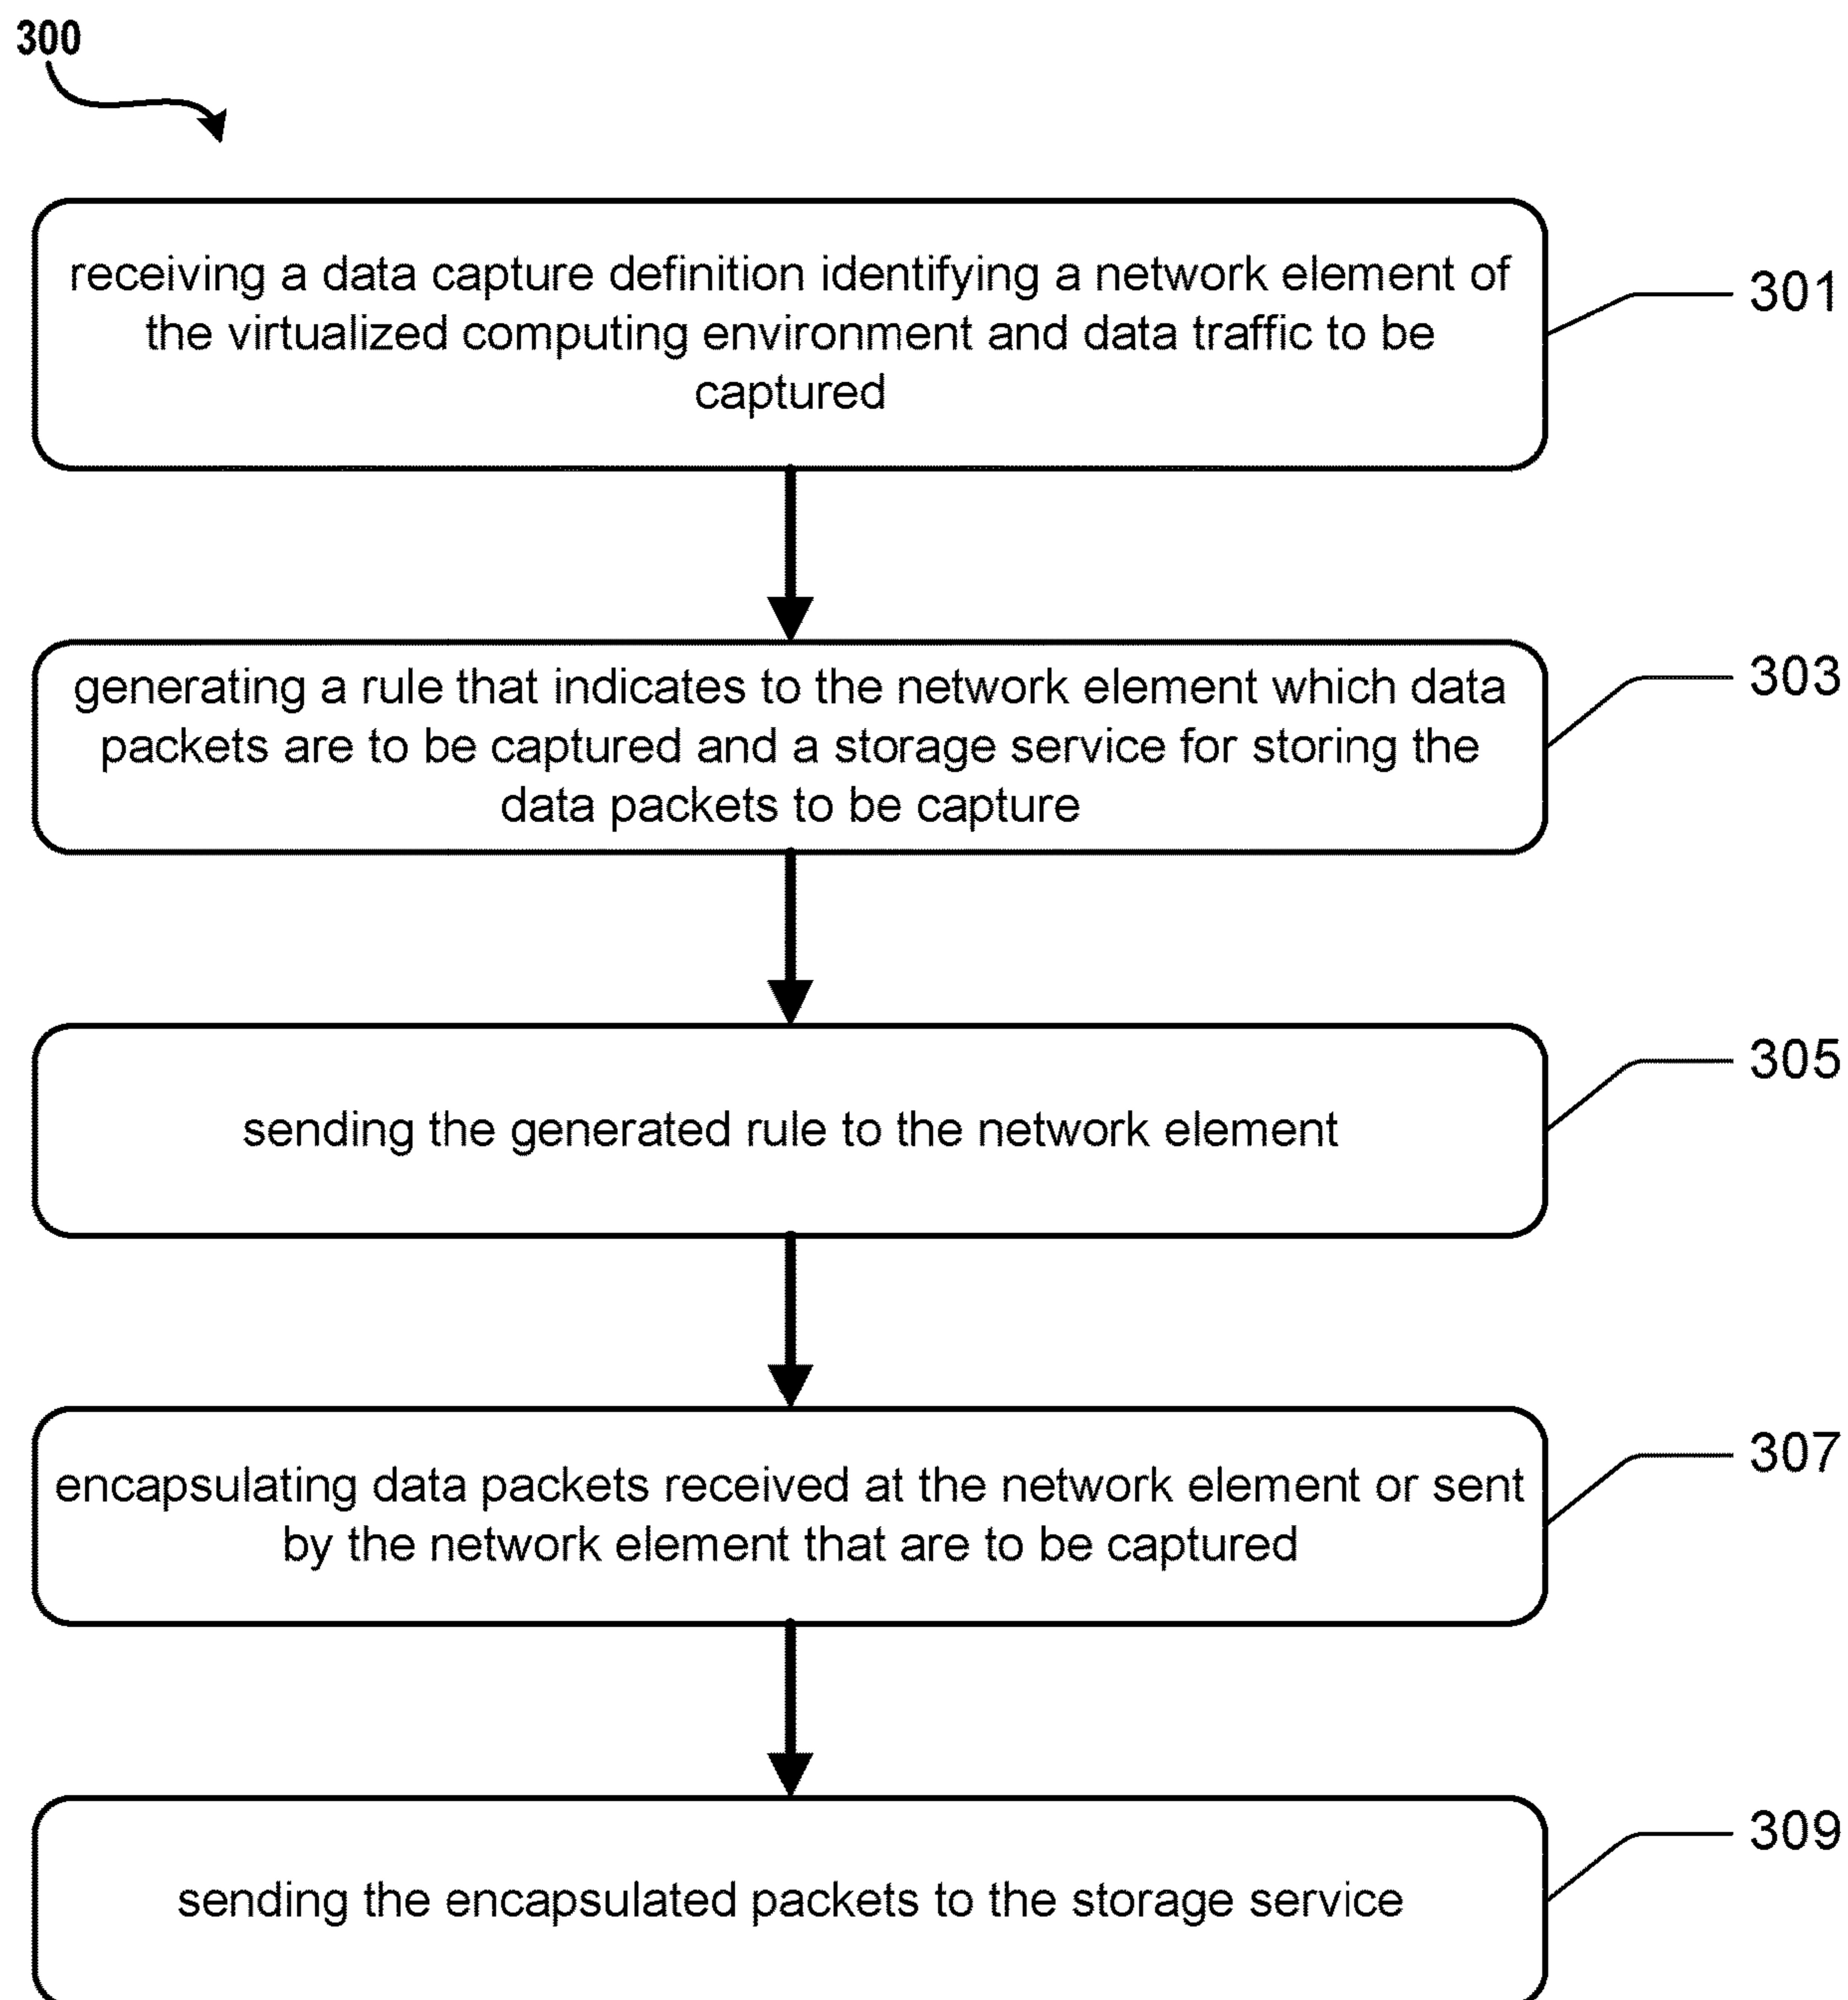 300
receiving a data capture definition identifying a network element of
the virtualized computing environment and data traffic to be
captured
301
generating a rule that indicates to the network element which data
packets are to be captured and a storage service for storing the
data packets to be capture
303
sending the generated rule to the network element
305
encapsulating data packets received at the network element or sent
by the network element that are to be captured
307
sending the encapsulated packets to the storage service
309